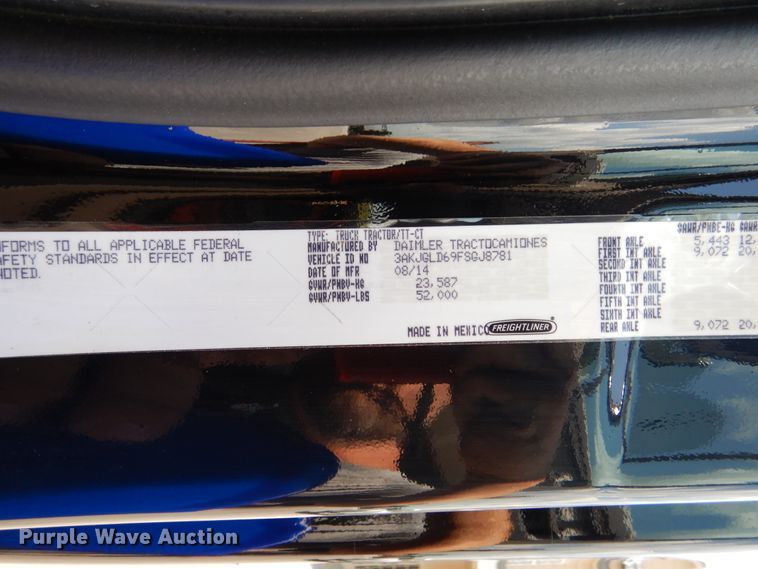 NFORMS TO ALL APPLICABLE FEDERAL
AFETY STANDARDS IN EFFECT AT DATE
NOTED.
TYPE: TRUCK TRACTOR/TT-CT
MANUFACTURED BY DAIMLER TRACTOCAMIONES
VEHICLE ID NO 3AKJGLD69FSGJ8781
DATE OF MFR 08/14
GVWR/PNBV-KG 23,587
GVWR/PNBV-LBS 52,000
MADE IN MEXICO FREIGHTLINER
GAWR/PNBE-KG GAWR
FRONT AXLE 5,443 12,
FIRST INT AXLE 9,072 20,
SECOND INT AXLE
THIRD INT AXLE
FOURTH INT AXLE
FIFTH INT AXLE
SIXTH INT AXLE
REAR AXLE 9,072 20,
Purple Wave Auction